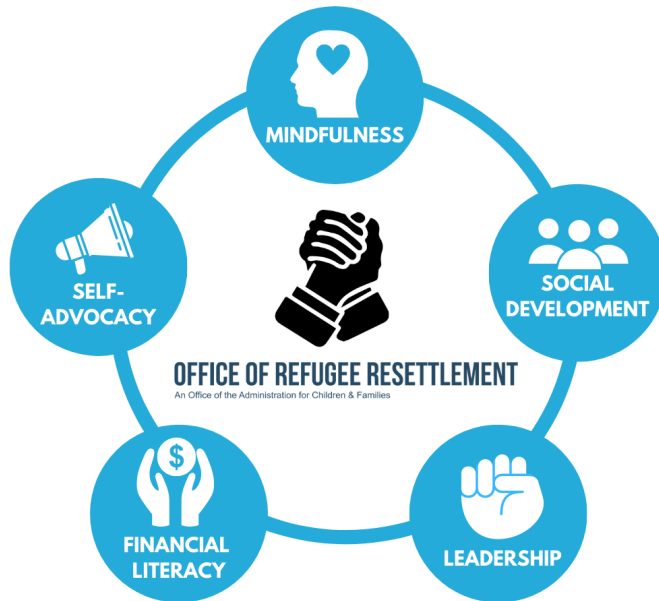 MINDFULNESS
SELF-
ADVOCACY
SOCIAL
DEVELOPMENT
OFFICE OF REFUGEE RESETTLEMENT
An Office of the Administration for Children & Families
$
FINANCIAL
LITERACY
LEADERSHIP